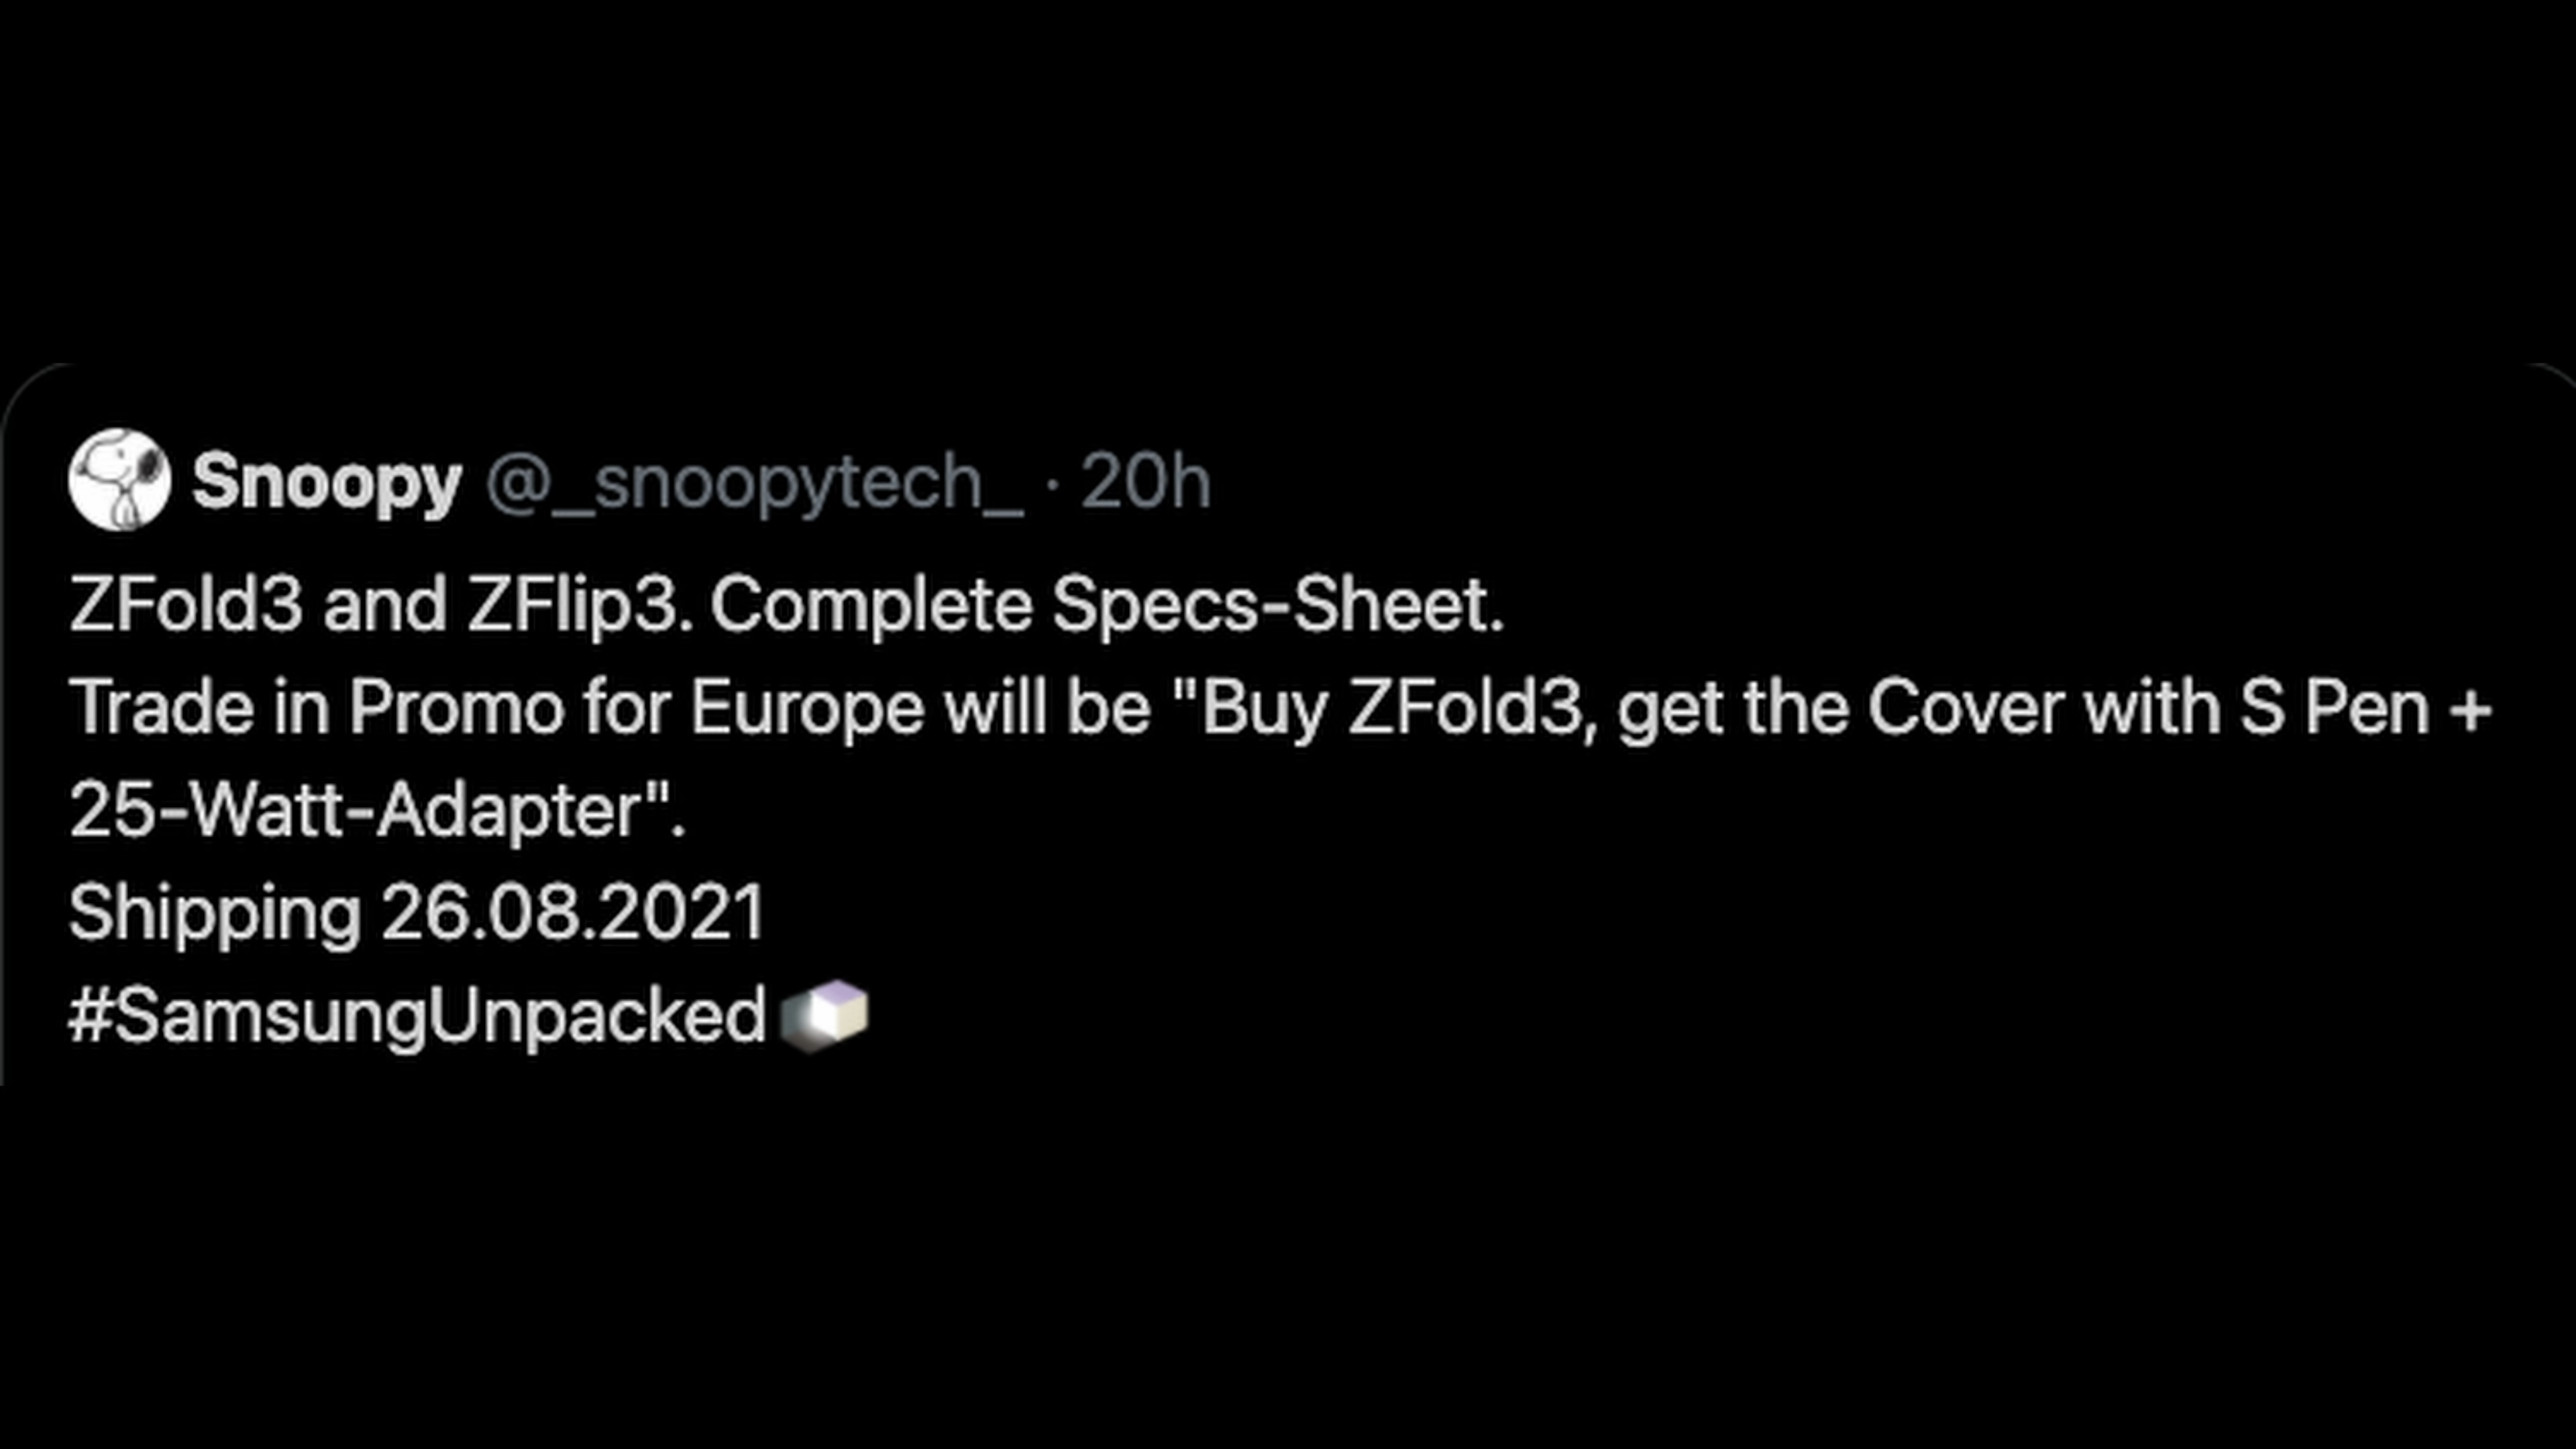 Snoopy @_snoopytech_ · 20h
ZFold3 and ZFlip3. Complete Specs-Sheet.
Trade in Promo for Europe will be "Buy ZFold3, get the Cover with S Pen +
25-Watt-Adapter".
Shipping 26.08.2021
#SamsungUnpacked